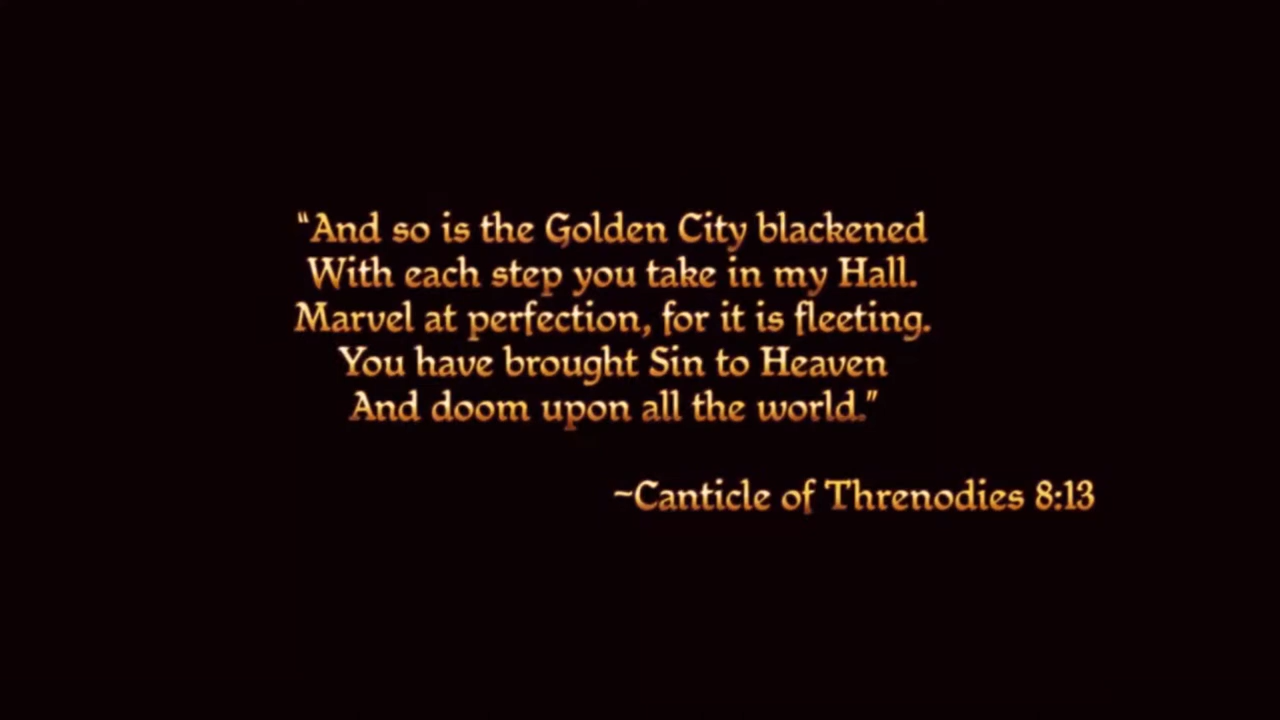 “And so is the Golden City blackened
With each step you take in my Hall.
Marvel at perfection, for it is fleeting.
You have brought Sin to Heaven
And doom upon all the world.”
~Canticle of Threnodies 8:13